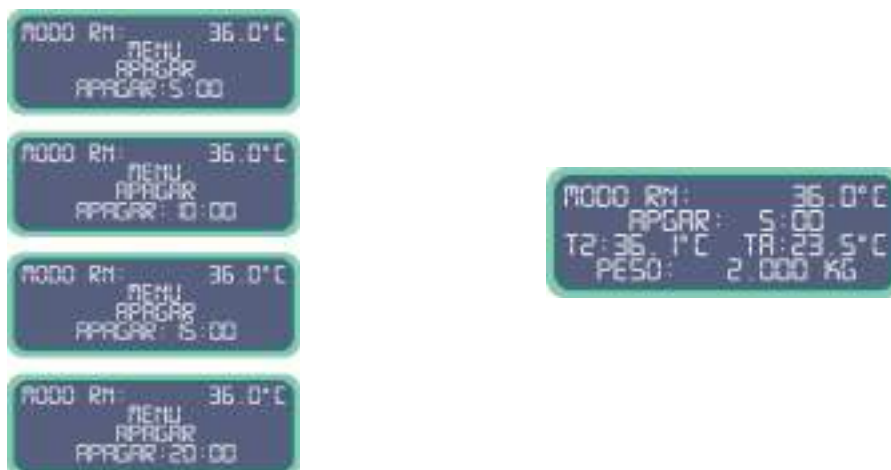 MODO RM: 36.0°C
MENU
APAGAR
APAGAR:5:00
MODO RM: 36.0°C
MENU
APAGAR
APAGAR: 10:00
MODO RM: 36.0°C
MENU
APAGAR
APAGAR: 15:00
MODO RM: 36.0°C
MENU
APAGAR
APAGAR:20:00
MODO RM: 36.0°C
APGAR: 5:00
T2:36.1°C TA:23.5°C
PESO: 2.000 KG